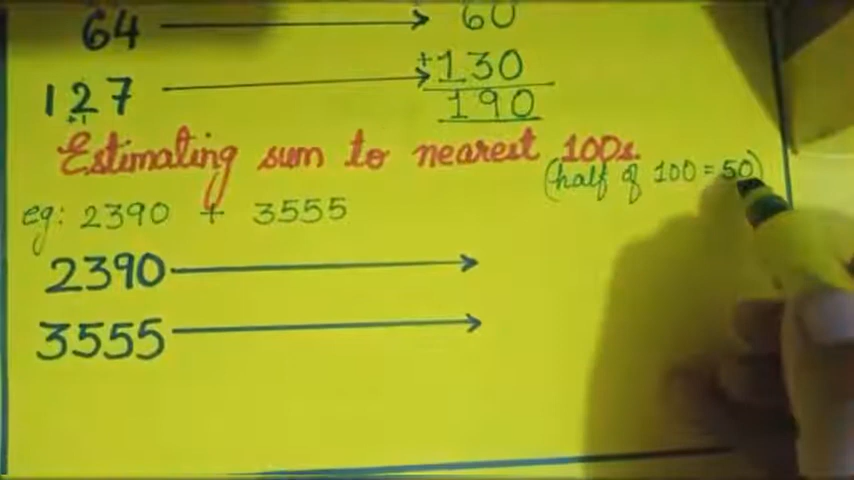 64 → 60
127 → +130
+1
190
Estimating sum to nearest 100s.
(half of 100 = 50)
eg: 2390 + 3555
2390 →
3555 →